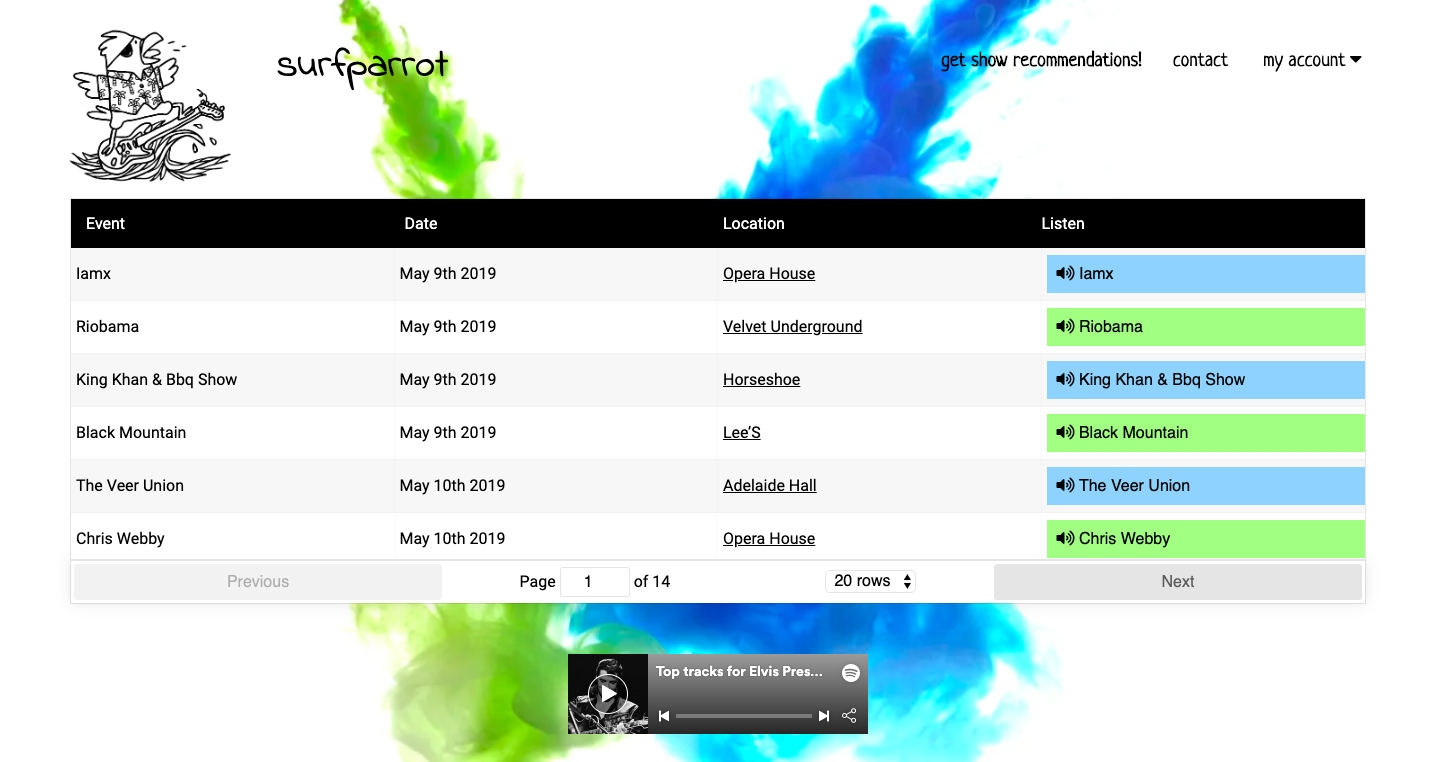 surfparrot
get show recommendations! contact my account
Event Date Location Listen
Iamx May 9th 2019 Opera House Iamx
Riobama May 9th 2019 Velvet Underground Riobama
King Khan & Bbq Show May 9th 2019 Horseshoe King Khan & Bbq Show
Black Mountain May 9th 2019 Lee'S Black Mountain
The Veer Union May 10th 2019 Adelaide Hall The Veer Union
Chris Webby May 10th 2019 Opera House Chris Webby
Previous Page 1 of 14 20 rows Next
Top tracks for Elvis Pres...